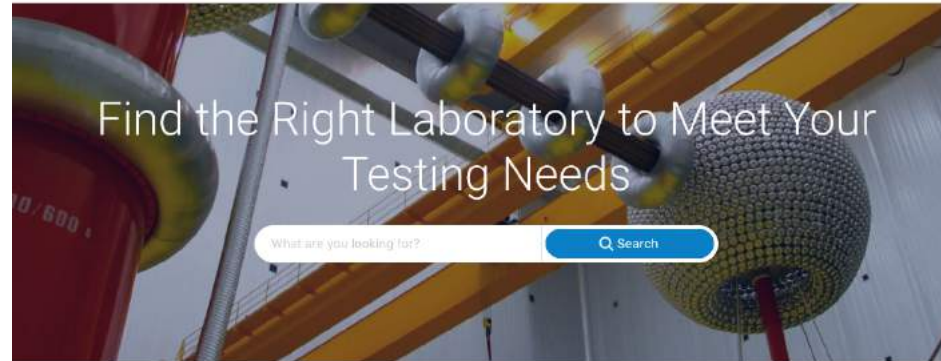 Find the Right Laboratory to Meet Your
Testing Needs
What are you looking for?
Search